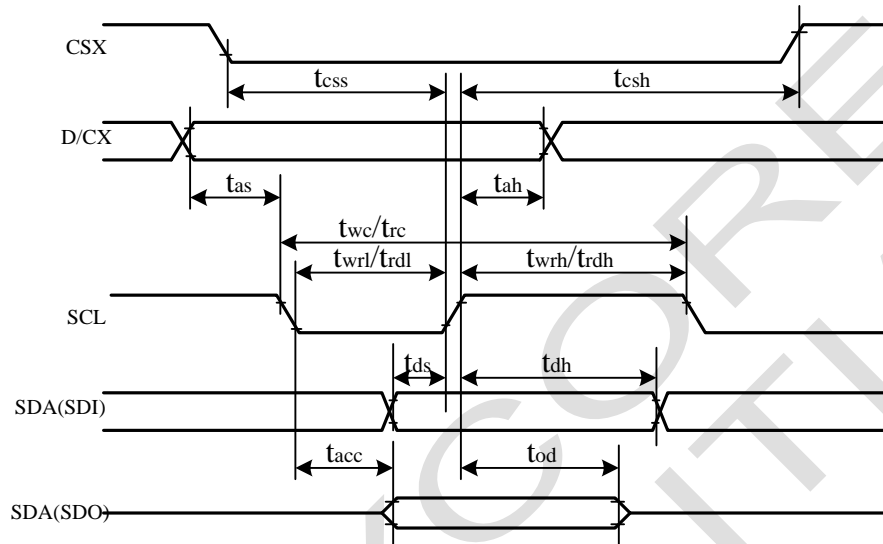 CSX
tcss
tcsh
D/CX
tas
tah
twc/trc
twrl/trdl
twrh/trdh
SCL
tds
tdh
SDA(SDI)
tacc
tod
SDA(SDO)